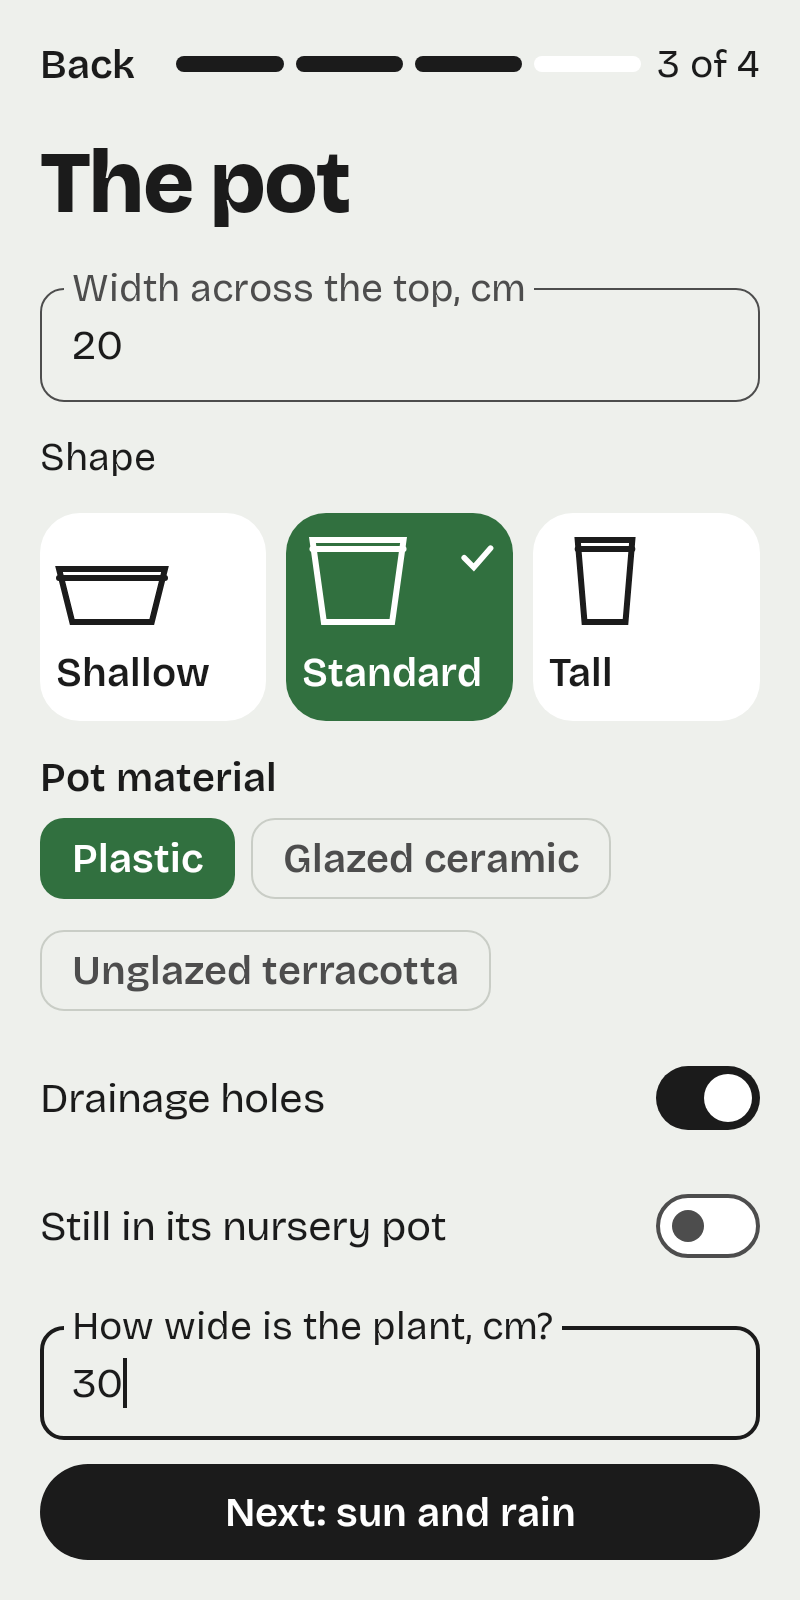 Back 3 of 4
The pot
Width across the top, cm
20
Shape
Shallow Standard Tall
Pot material
Plastic Glazed ceramic
Unglazed terracotta
Drainage holes
Still in its nursery pot
How wide is the plant, cm?
30
Next: sun and rain